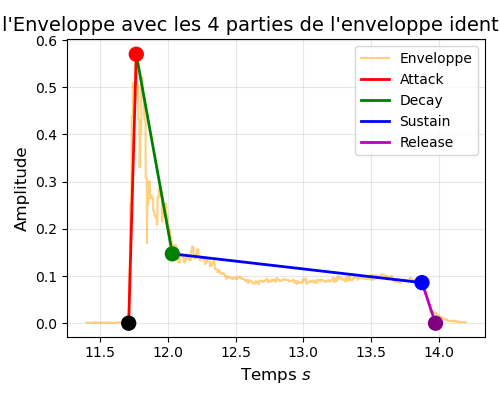 l'Enveloppe avec les 4 parties de l'enveloppe ident
0.6
0.5
0.4
0.3
0.2
0.1
0.0
Amplitude
Enveloppe
Attack
Decay
Sustain
Release
11.5 12.0 12.5 13.0 13.5 14.0
Temps s